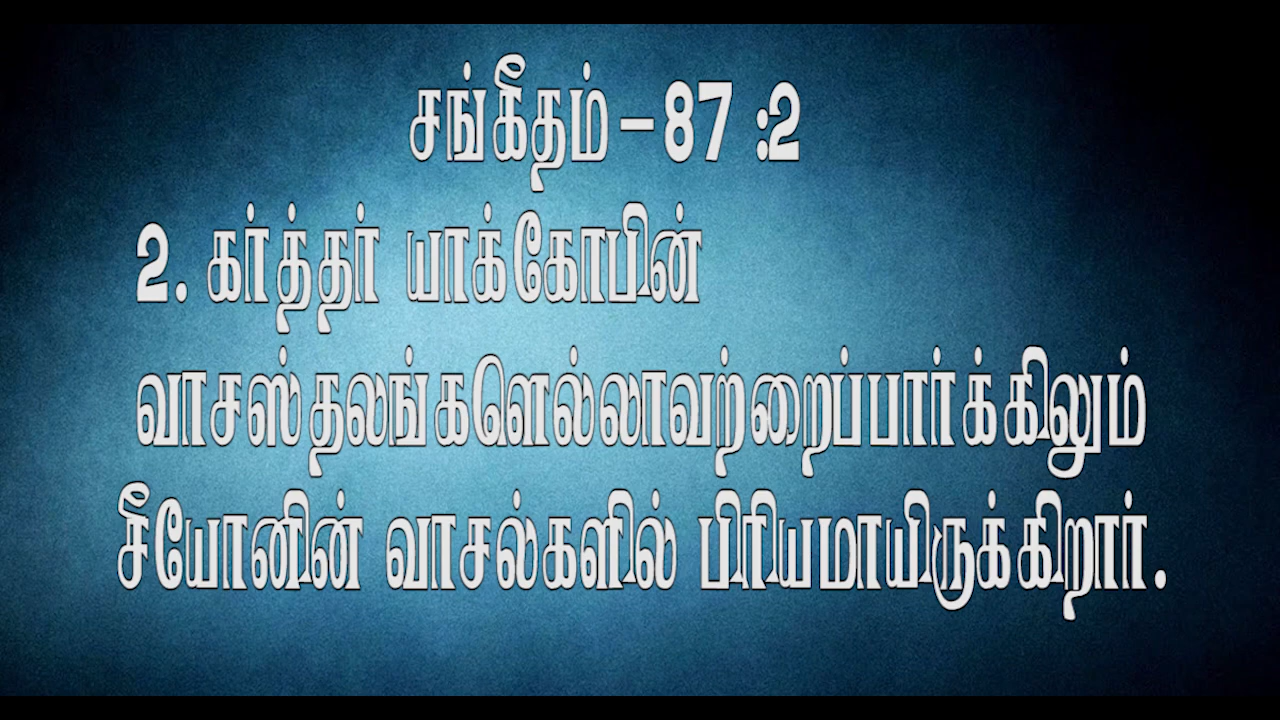 சங்கீதம் - 87 :2
2. கர்த்தர் யாக்கோபின்
வாசஸ்தலங்களெல்லாவற்றைப்பார்க்கிலும்
சீயோனின் வாசல்களில் பிரியமாயிருக்கிறார்.